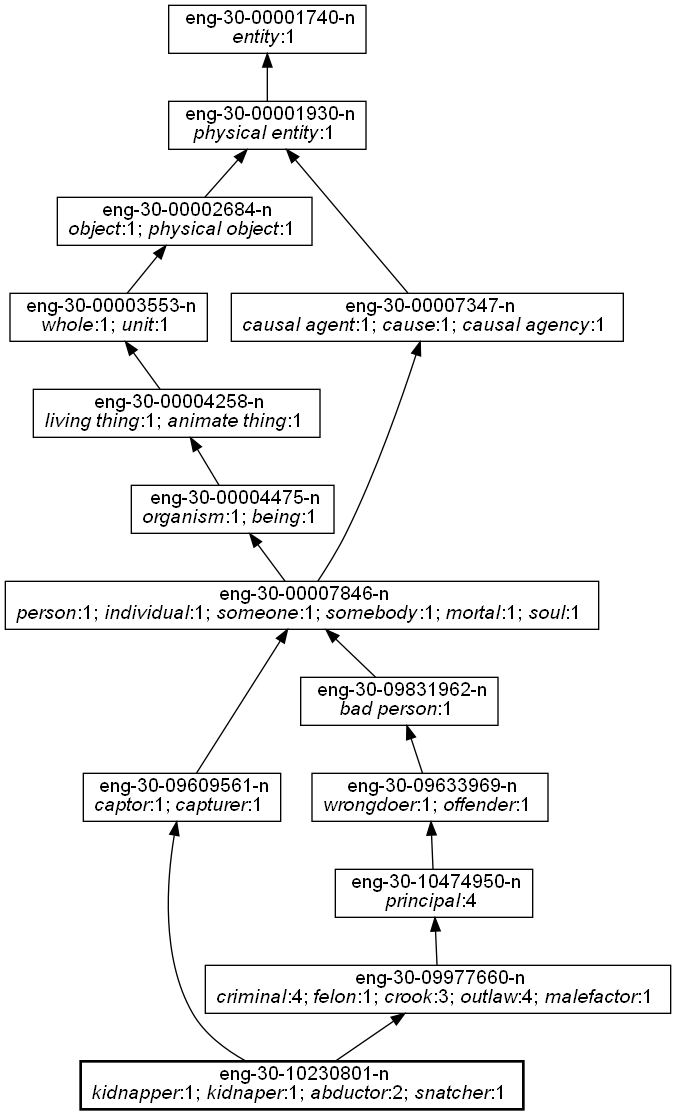 eng-30-00001740-n
entity:1
eng-30-00001930-n
physical entity:1
eng-30-00002684-n
object:1; physical object:1
eng-30-00003553-n
whole:1; unit:1
eng-30-00007347-n
causal agent:1; cause:1; causal agency:1
eng-30-00004258-n
living thing:1; animate thing:1
eng-30-00004475-n
organism:1; being:1
eng-30-00007846-n
person:1; individual:1; someone:1; somebody:1; mortal:1; soul:1
eng-30-09831962-n
bad person:1
eng-30-09609561-n
captor:1; capturer:1
eng-30-09633969-n
wrongdoer:1; offender:1
eng-30-10474950-n
principal:4
eng-30-09977660-n
criminal:4; felon:1; crook:3; outlaw:4; malefactor:1
eng-30-10230801-n
kidnapper:1; kidnaper:1; abductor:2; snatcher:1